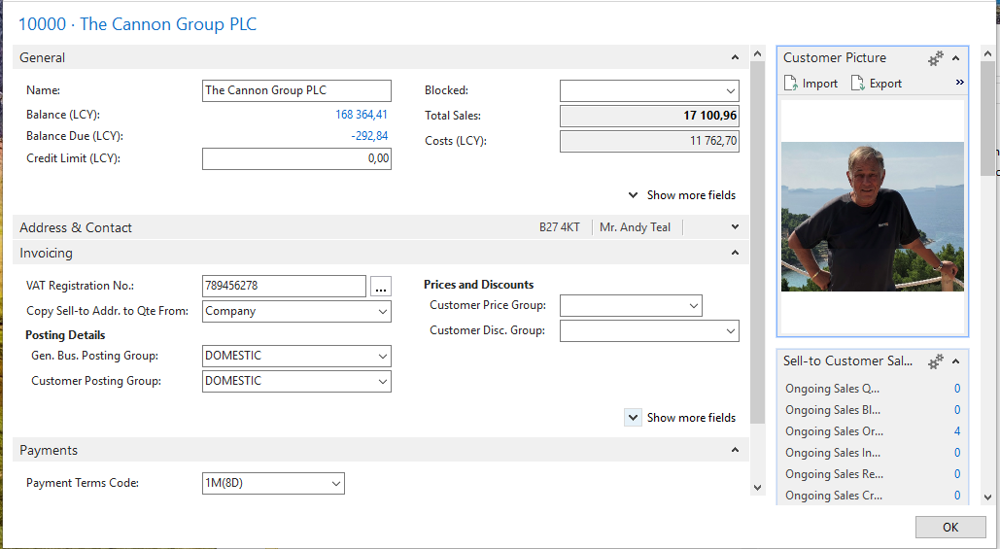 10000 · The Cannon Group PLC
General
Name: The Cannon Group PLC
Balance (LCY): 168 364,41
Balance Due (LCY): -292,84
Credit Limit (LCY): 0,00
Blocked:
Total Sales: 17 100,96
Costs (LCY): 11 762,70
Show more fields
Address & Contact B27 4KT Mr. Andy Teal
Invoicing
VAT Registration No.: 789456278 ...
Copy Sell-to Addr. to Qte From: Company
Posting Details
Gen. Bus. Posting Group: DOMESTIC
Customer Posting Group: DOMESTIC
Prices and Discounts
Customer Price Group:
Customer Disc. Group:
Show more fields
Payments
Payment Terms Code: 1M(8D)
Customer Picture
Import Export »
Sell-to Customer Sal...
Ongoing Sales Q... 0
Ongoing Sales Bl... 0
Ongoing Sales Or... 4
Ongoing Sales In... 0
Ongoing Sales Re... 0
Ongoing Sales Cr... 0
OK